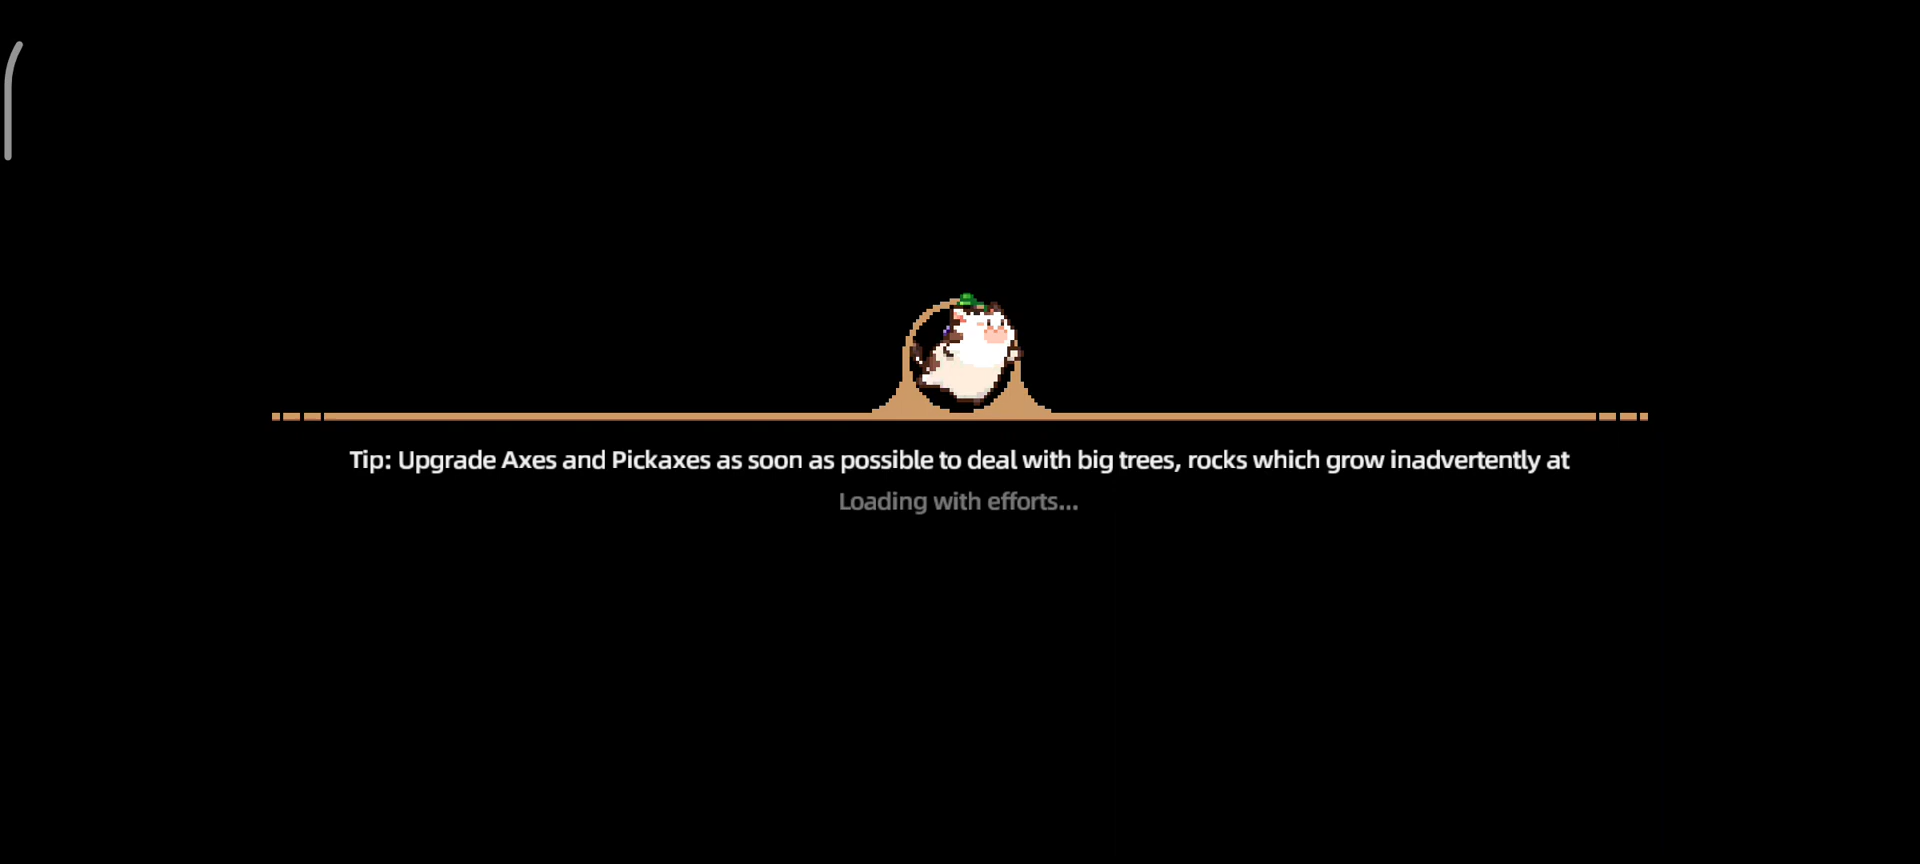 Tip: Upgrade Axes and Pickaxes as soon as possible to deal with big trees, rocks which grow inadvertently at
Loading with efforts...